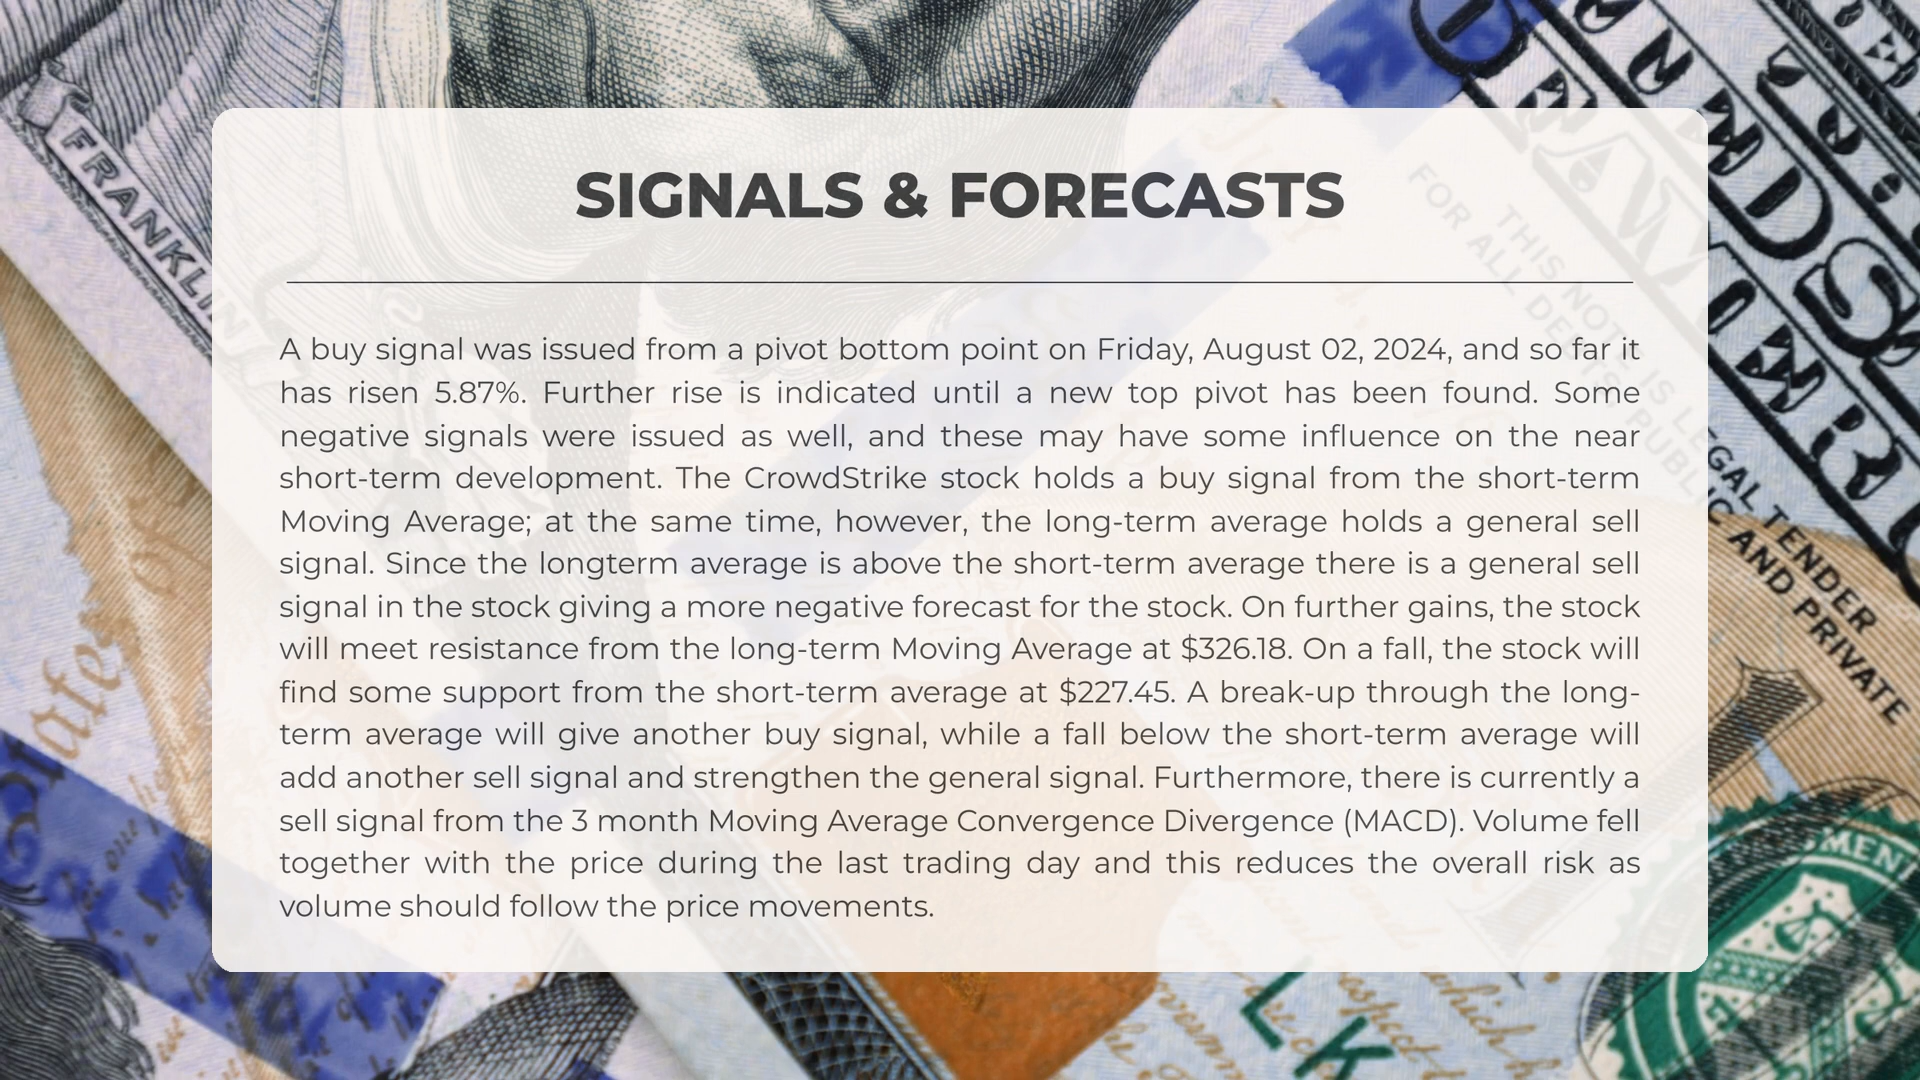 SIGNALS & FORECASTS
A buy signal was issued from a pivot bottom point on Friday, August 02, 2024, and so far it
has risen 5.87%. Further rise is indicated until a new top pivot has been found. Some
negative signals were issued as well, and these may have some influence on the near
short-term development. The CrowdStrike stock holds a buy signal from the short-term
Moving Average; at the same time, however, the long-term average holds a general sell
signal. Since the longterm average is above the short-term average there is a general sell
signal in the stock giving a more negative forecast for the stock. On further gains, the stock
will meet resistance from the long-term Moving Average at $326.18. On a fall, the stock will
find some support from the short-term average at $227.45. A break-up through the long-
term average will give another buy signal, while a fall below the short-term average will
add another sell signal and strengthen the general signal. Furthermore, there is currently a
sell signal from the 3 month Moving Average Convergence Divergence (MACD). Volume fell
together with the price during the last trading day and this reduces the overall risk as
volume should follow the price movements.
FRANKLIN
THIS NOTE IS LEGAL TENDER
FOR ALL DEBTS PUBLIC AND PRIVATE